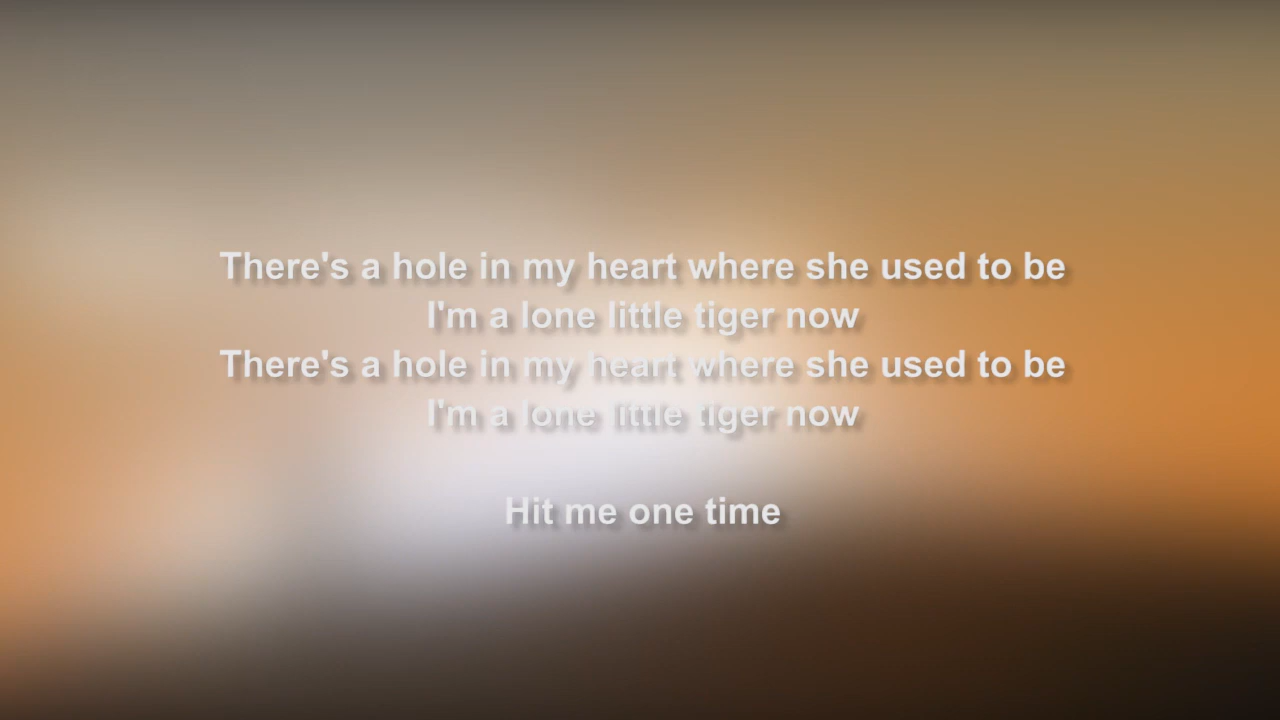 There's a hole in my heart where she used to be
I'm a lone little tiger now
There's a hole in my heart where she used to be
I'm a lone little tiger now
Hit me one time